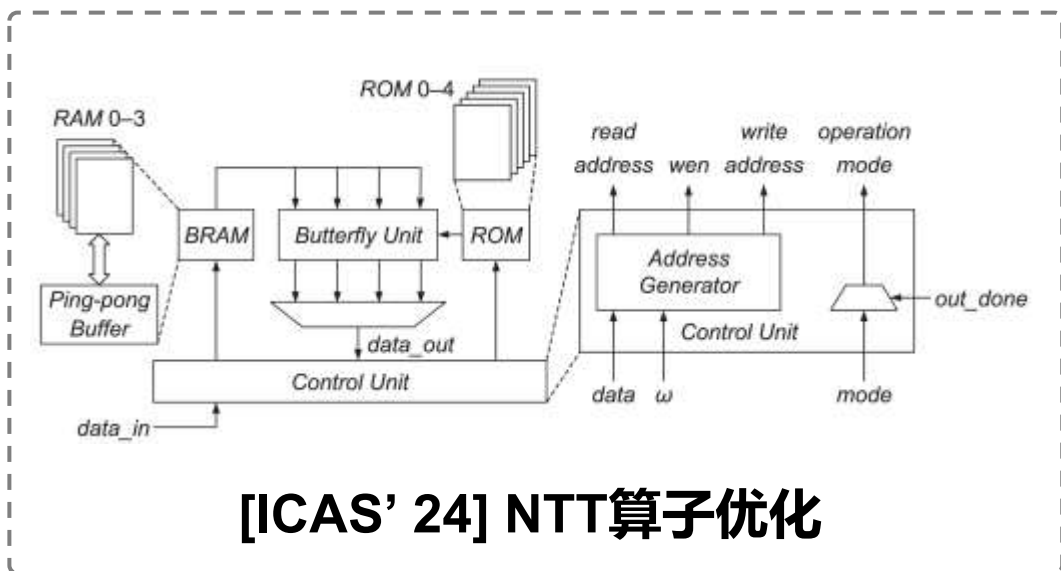 RAM 0–3
ROM 0–4
read
address
wen
write
address
operation
mode
BRAM
Butterfly Unit
ROM
Ping-pong
Buffer
Address
Generator
out_done
data_out
Control Unit
Control Unit
data
ω
mode
data_in
[ICAS’ 24] NTT算子优化